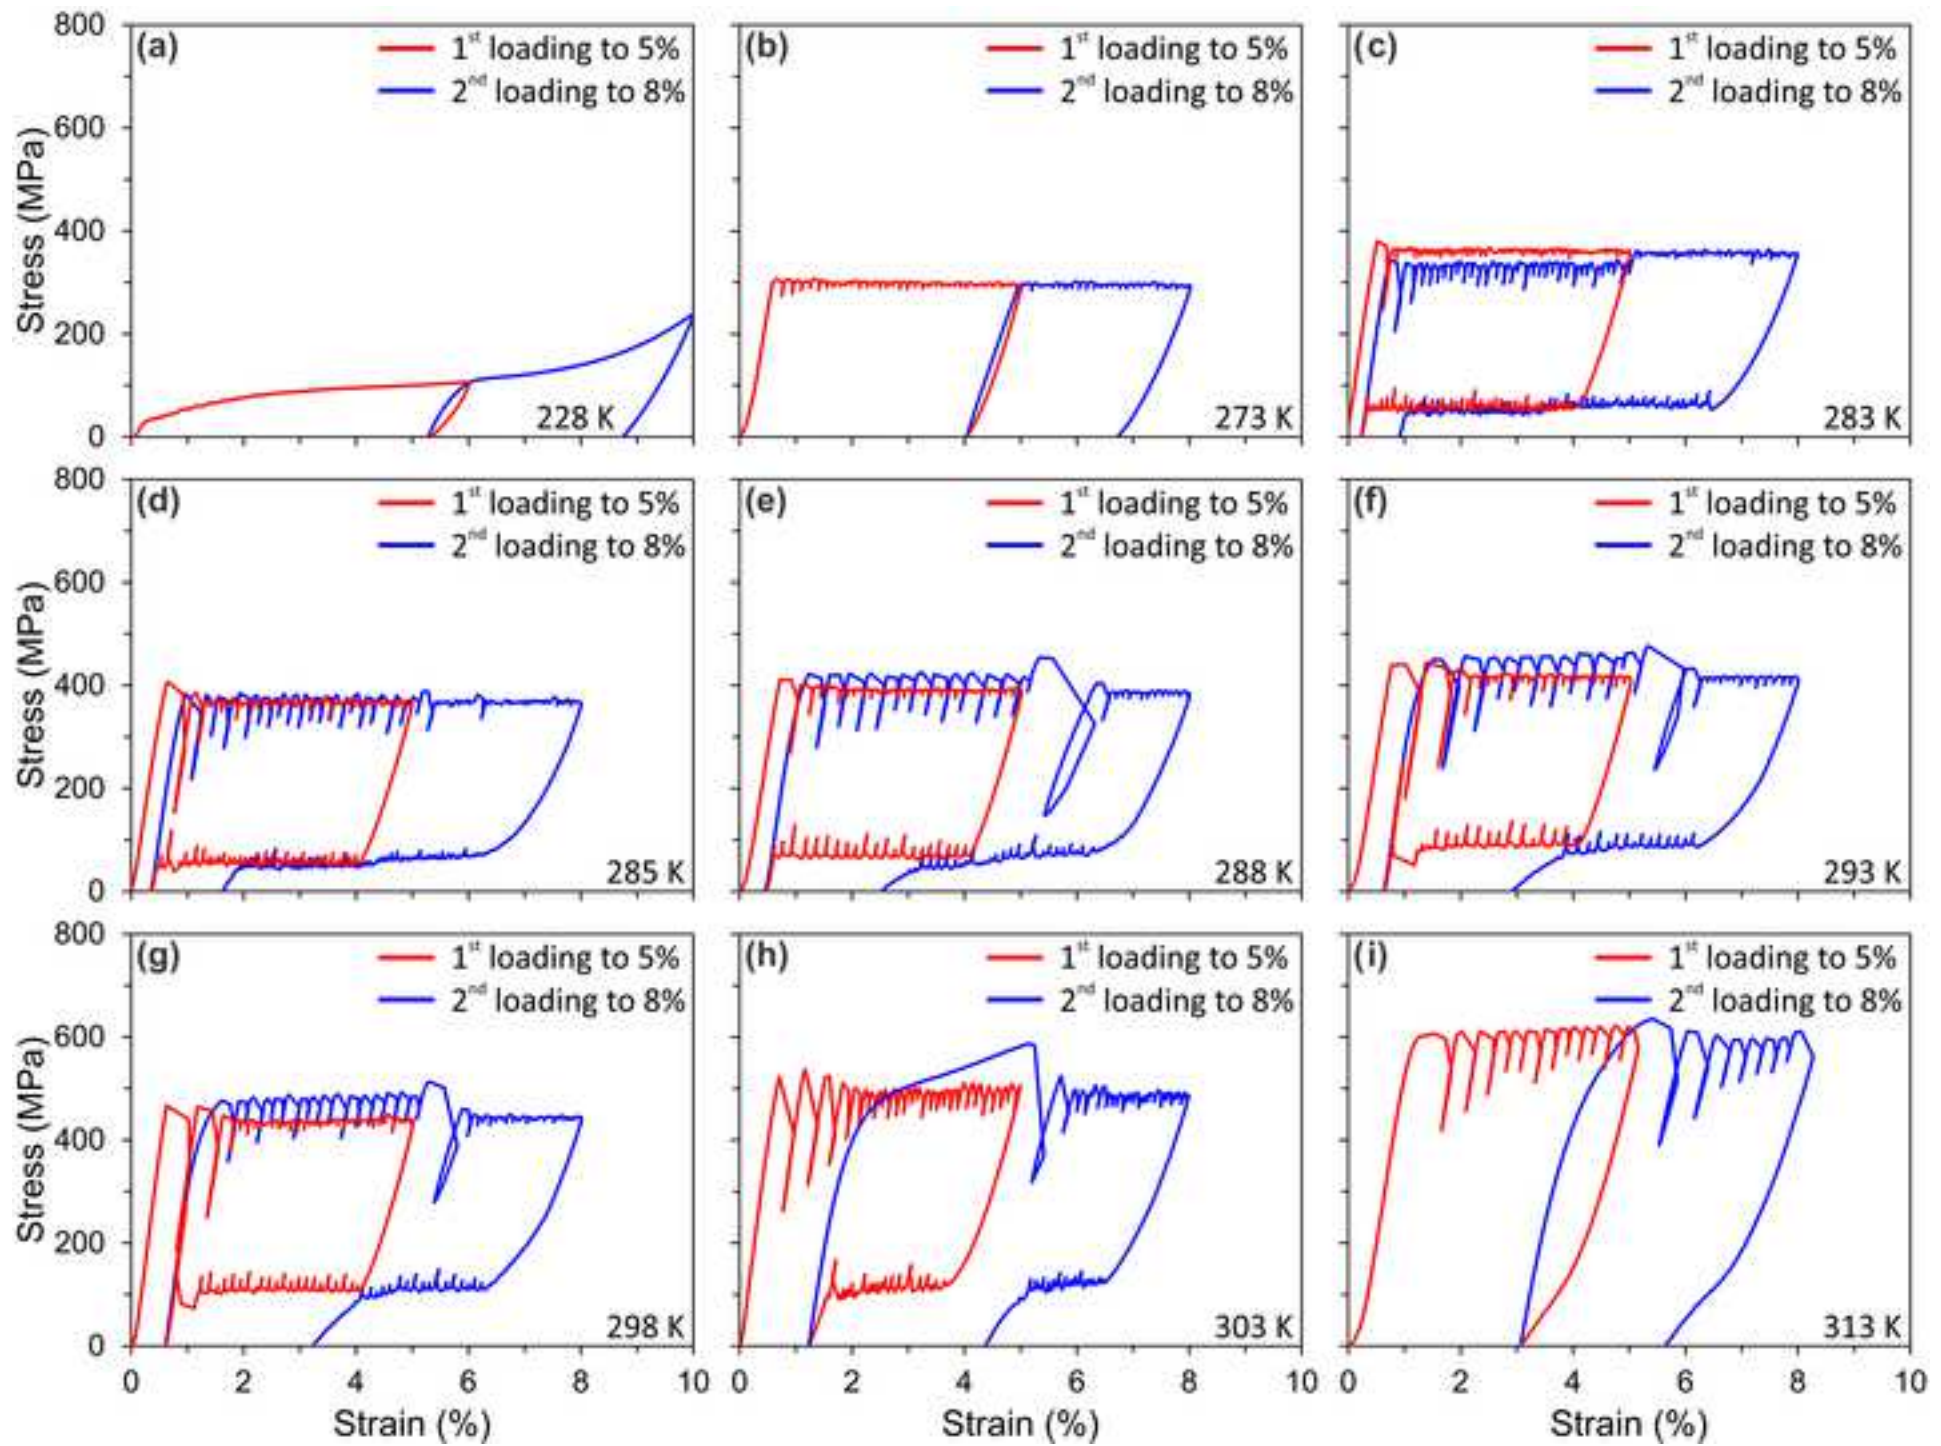 800
600
400
200
0
Stress (MPa)
(a)
1st loading to 5%
2nd loading to 8%
228 K
(b)
1st loading to 5%
2nd loading to 8%
273 K
(c)
1st loading to 5%
2nd loading to 8%
283 K
800
600
400
200
0
Stress (MPa)
(d)
1st loading to 5%
2nd loading to 8%
285 K
(e)
1st loading to 5%
2nd loading to 8%
288 K
(f)
1st loading to 5%
2nd loading to 8%
293 K
800
600
400
200
0
Stress (MPa)
(g)
1st loading to 5%
2nd loading to 8%
298 K
(h)
1st loading to 5%
2nd loading to 8%
303 K
(i)
1st loading to 5%
2nd loading to 8%
313 K
0 2 4 6 8 10
Strain (%)
0 2 4 6 8 10
Strain (%)
0 2 4 6 8 10
Strain (%)